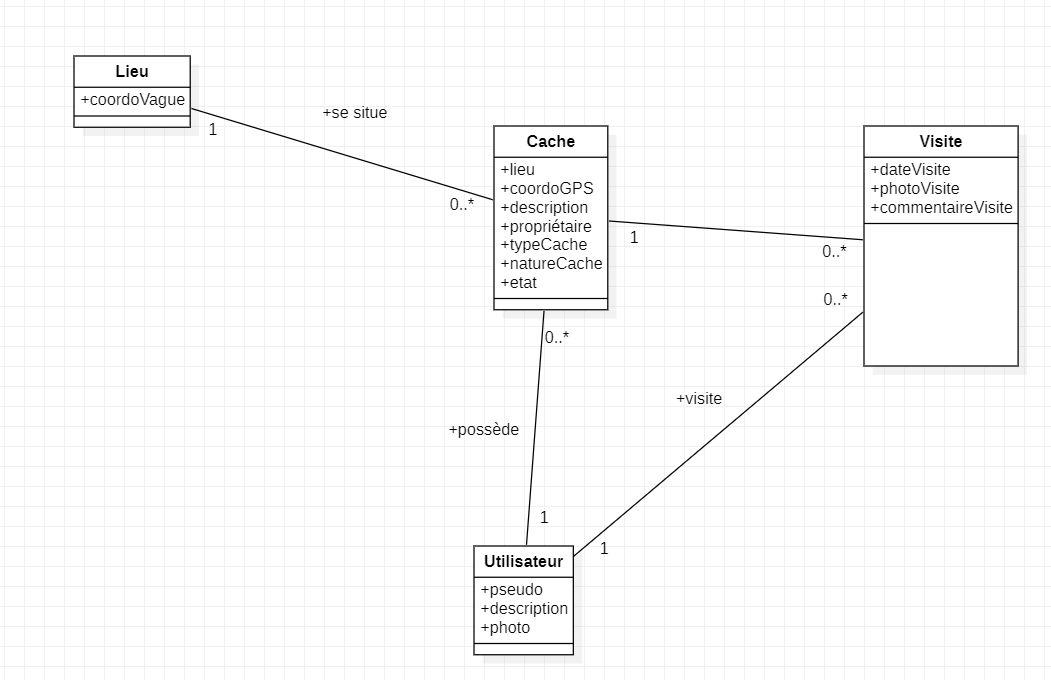 Lieu
+coordoVague
1
+se situe
0..*
Cache
+lieu
+coordoGPS
+description
+propriétaire
+typeCache
+natureCache
+etat
1
0..*
Visite
+dateVisite
+photoVisite
+commentaireVisite
0..*
0..*
+visite
+possède
1
1
Utilisateur
+pseudo
+description
+photo